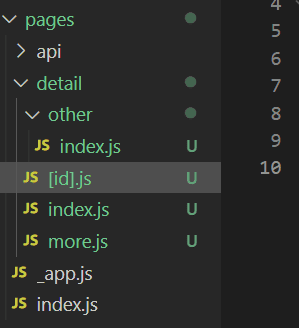 pages
api
detail
other
JS index.js U
JS [id].js U
JS index.js U
JS more.js U
JS _app.js
JS index.js
4
5
6
7
8
9
10